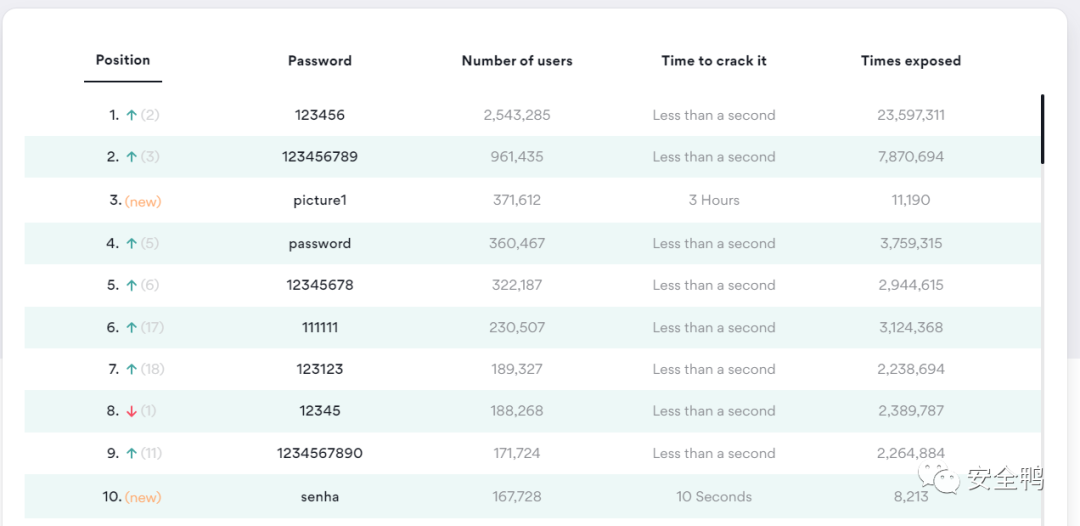 Position Password Number of users Time to crack it Times exposed
1. ↑ (2) 123456 2,543,285 Less than a second 23,597,311
2. ↑ (3) 123456789 961,435 Less than a second 7,870,694
3. (new) picture1 371,612 3 Hours 11,190
4. ↑ (5) password 360,467 Less than a second 3,759,315
5. ↑ (6) 12345678 322,187 Less than a second 2,944,615
6. ↑ (17) 111111 230,507 Less than a second 3,124,368
7. ↑ (18) 123123 189,327 Less than a second 2,238,694
8. ↓ (1) 12345 188,268 Less than a second 2,389,787
9. ↑ (11) 1234567890 171,724 Less than a second 2,264,884
10. (new) senha 167,728 10 Seconds 8,213
安全鸭